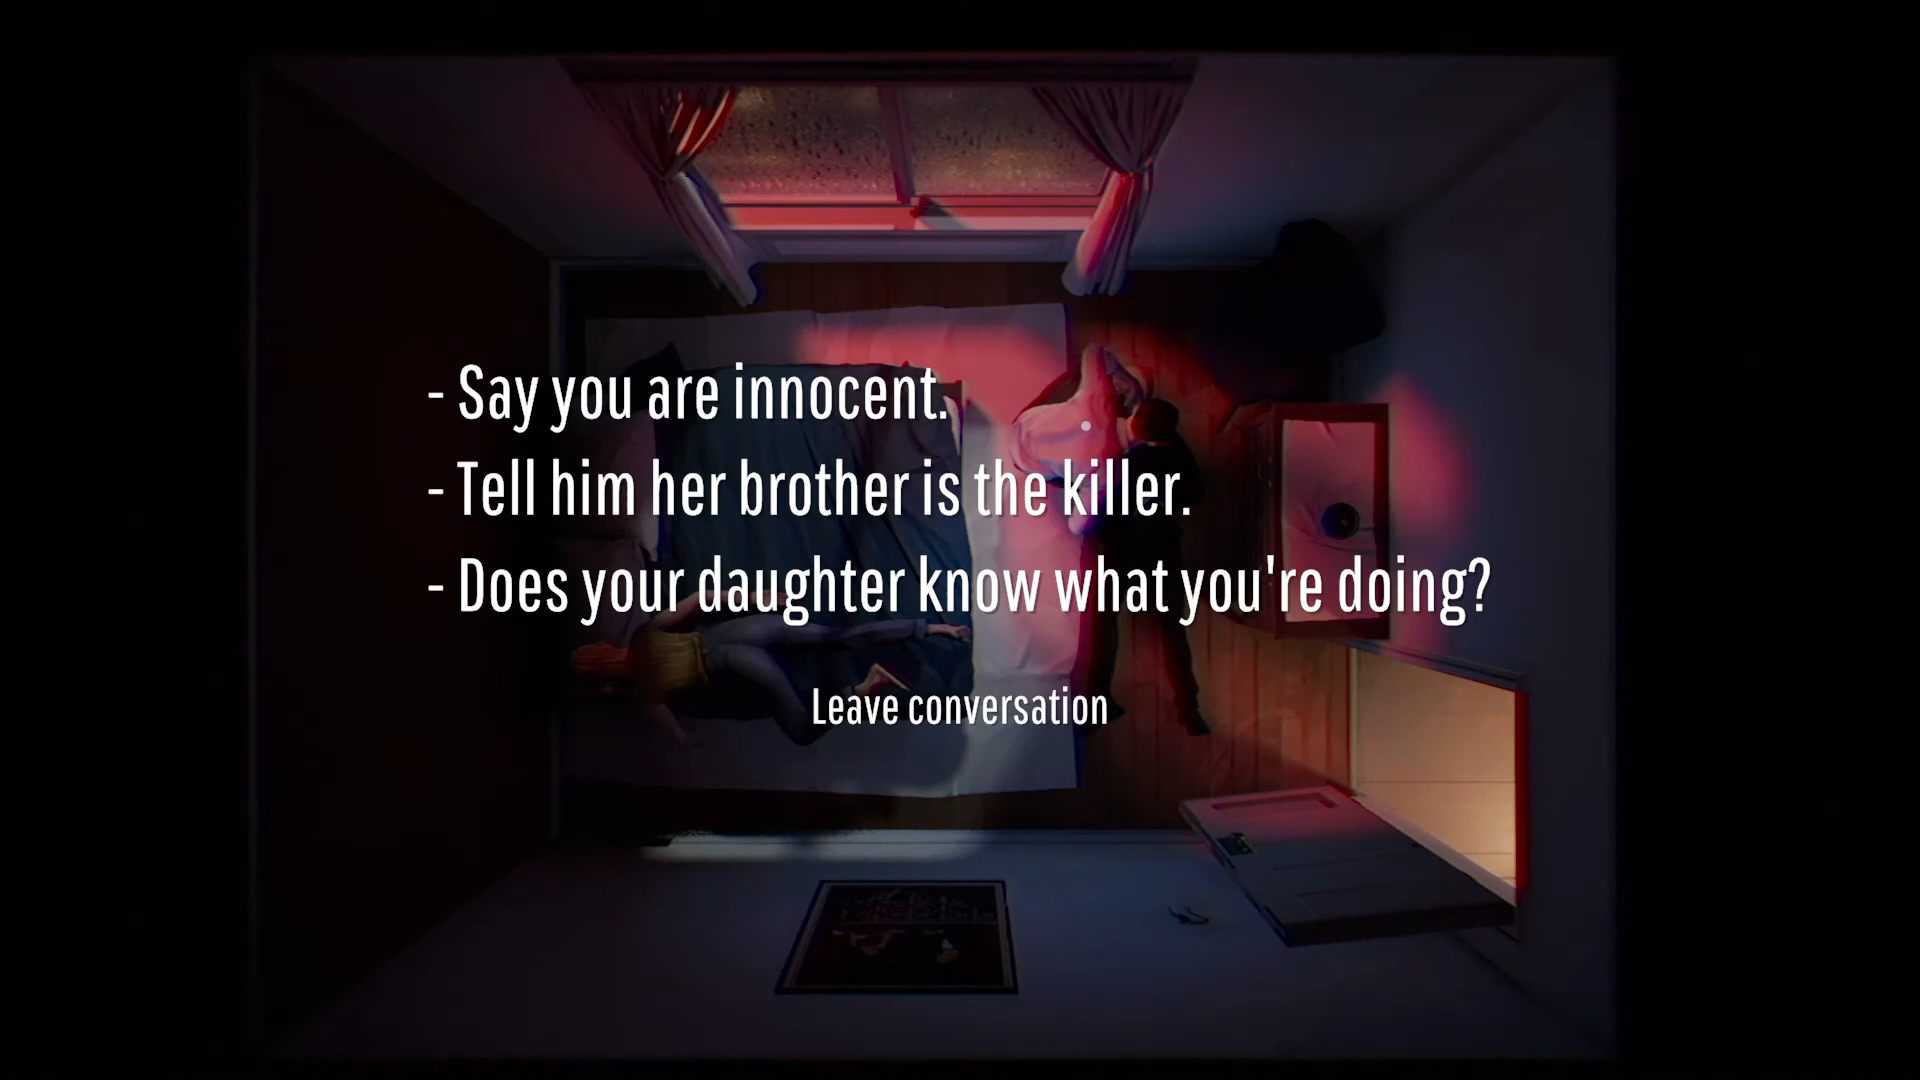 - Say you are innocent.
- Tell him her brother is the killer.
- Does your daughter know what you're doing?
Leave conversation